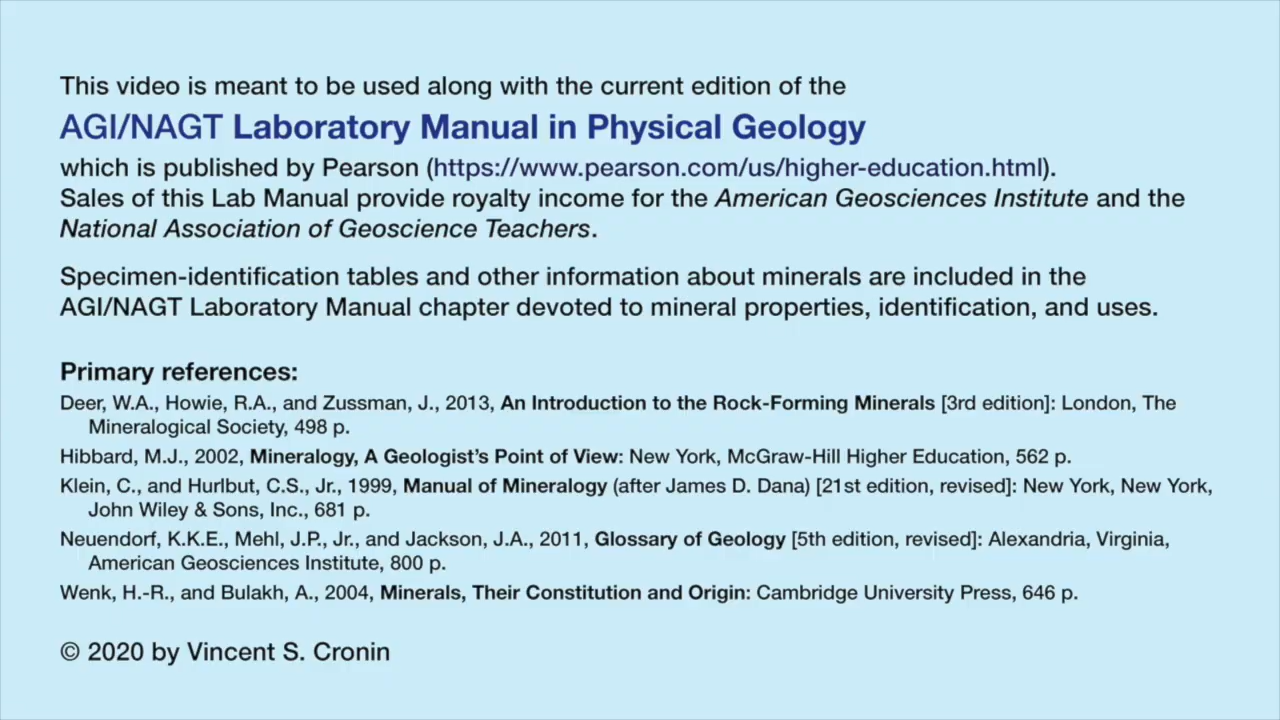 This video is meant to be used along with the current edition of the
AGI/NAGT Laboratory Manual in Physical Geology
which is published by Pearson (https://www.pearson.com/us/higher-education.html).
Sales of this Lab Manual provide royalty income for the American Geosciences Institute and the
National Association of Geoscience Teachers.
Specimen-identification tables and other information about minerals are included in the
AGI/NAGT Laboratory Manual chapter devoted to mineral properties, identification, and uses.
Primary references:
Deer, W.A., Howie, R.A., and Zussman, J., 2013, An Introduction to the Rock-Forming Minerals [3rd edition]: London, The
Mineralogical Society, 498 p.
Hibbard, M.J., 2002, Mineralogy, A Geologist’s Point of View: New York, McGraw-Hill Higher Education, 562 p.
Klein, C., and Hurlbut, C.S., Jr., 1999, Manual of Mineralogy (after James D. Dana) [21st edition, revised]: New York, New York,
John Wiley & Sons, Inc., 681 p.
Neuendorf, K.K.E., Mehl, J.P., Jr., and Jackson, J.A., 2011, Glossary of Geology [5th edition, revised]: Alexandria, Virginia,
American Geosciences Institute, 800 p.
Wenk, H.-R., and Bulakh, A., 2004, Minerals, Their Constitution and Origin: Cambridge University Press, 646 p.
© 2020 by Vincent S. Cronin